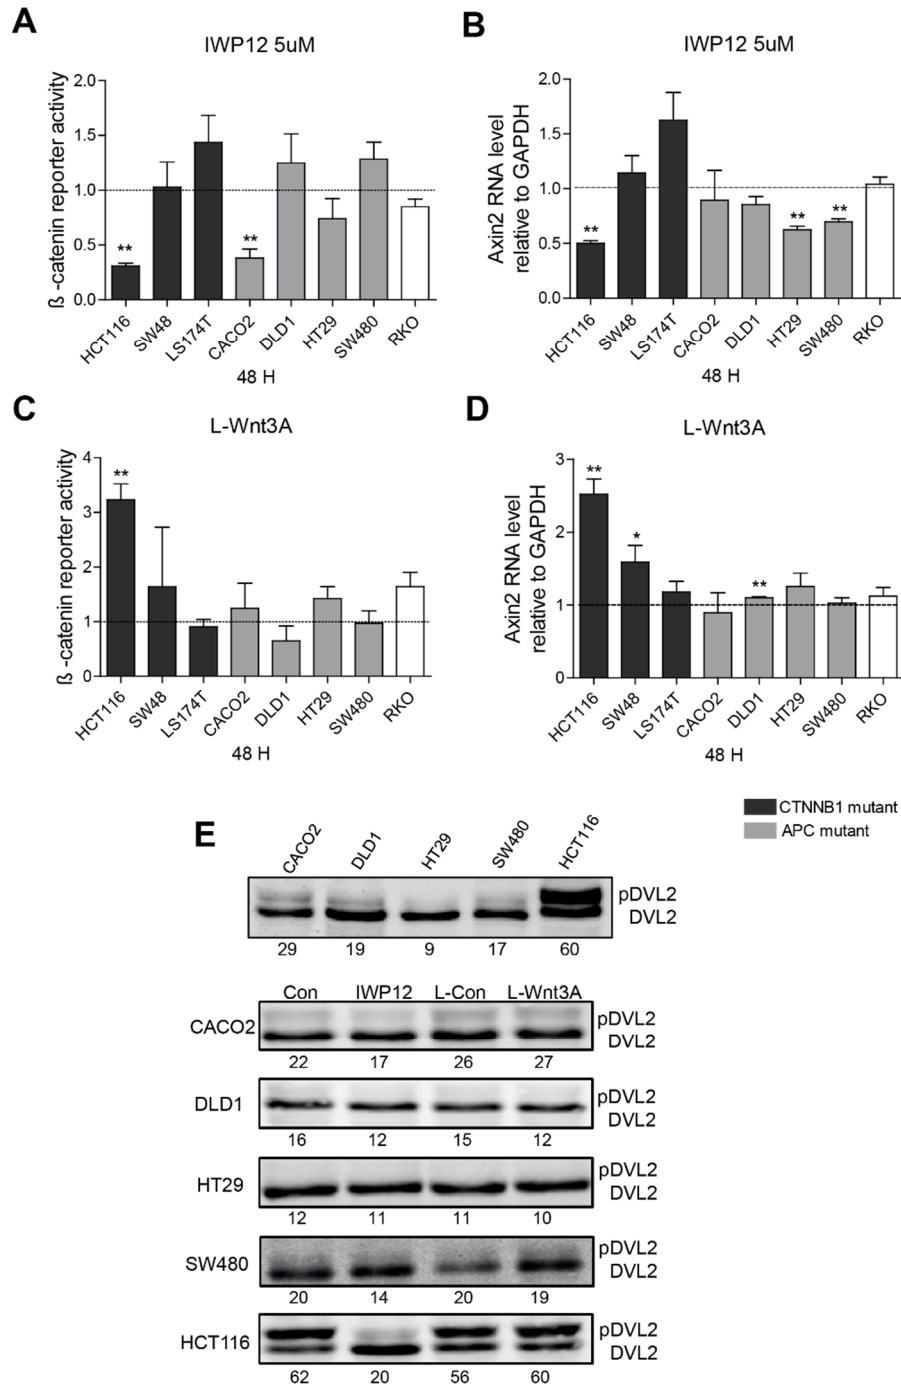 A
IWP12 5uM
ß -catenin reporter activity
2.0
1.5
1.0
0.5
0.0
**
**
HCT116
SW48
LS174T
CACO2
DLD1
HT29
SW480
RKO
48 H
B
IWP12 5uM
Axin2 RNA level
relative to GAPDH
2.0
1.5
1.0
0.5
0.0
**
**
**
HCT116
SW48
LS174T
CACO2
DLD1
HT29
SW480
RKO
48 H
C
L-Wnt3A
ß -catenin reporter activity
4
3
2
1
0
**
HCT116
SW48
LS174T
CACO2
DLD1
HT29
SW480
RKO
48 H
D
L-Wnt3A
Axin2 RNA level
relative to GAPDH
3
2
1
0
**
*
**
HCT116
SW48
LS174T
CACO2
DLD1
HT29
SW480
RKO
48 H
CTNNB1 mutant
APC mutant
E
CACO2
DLD1
HT29
SW480
HCT116
pDVL2
DVL2
29 19 9 17 60
Con IWP12 L-Con L-Wnt3A
CACO2
pDVL2
DVL2
22 17 26 27
DLD1
pDVL2
DVL2
16 12 15 12
HT29
pDVL2
DVL2
12 11 11 10
SW480
pDVL2
DVL2
20 14 20 19
HCT116
pDVL2
DVL2
62 20 56 60